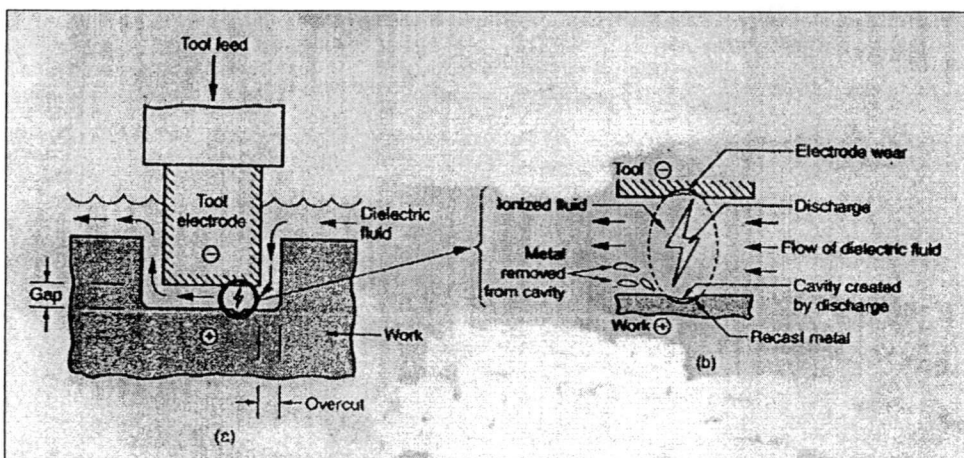 Tool feed
Tool
electrode
⊖
Dielectric
fluid
Gap
⊕
Work
Overcut
(a)
Tool ⊖
Electrode wear
Ionized fluid
Discharge
Metal
removed
from cavity
Flow of dielectric fluid
Cavity created
by discharge
Work ⊕
Recast metal
(b)